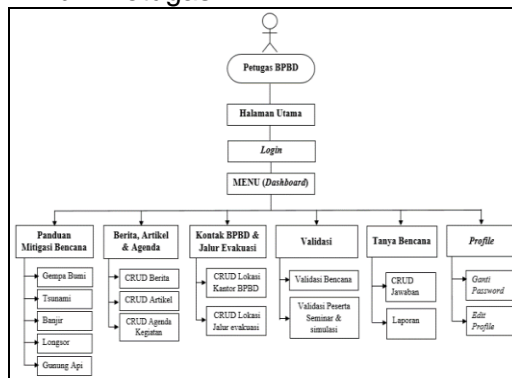 Petugas BPBD
Halaman Utama
Login
MENU (Dashboard)
Panduan
Mitigasi Bencana
Gempa Bumi
Tsunami
Banjir
Longsor
Gunung Api
Berita, Artikel
& Agenda
CRUD Berita
CRUD Artikel
CRUD Agenda
Kegiatan
Kontak BPBD &
Jalur Evakuasi
CRUD Lokasi
Kantor BPBD
CRUD Lokasi
Jalur evakuasi
Validasi
Validasi Bencana
Validasi Peserta
Seminar &
simulasi
Tanya Bencana
CRUD
Jawaban
Laporan
Profile
Ganti
Password
Edit
Profile